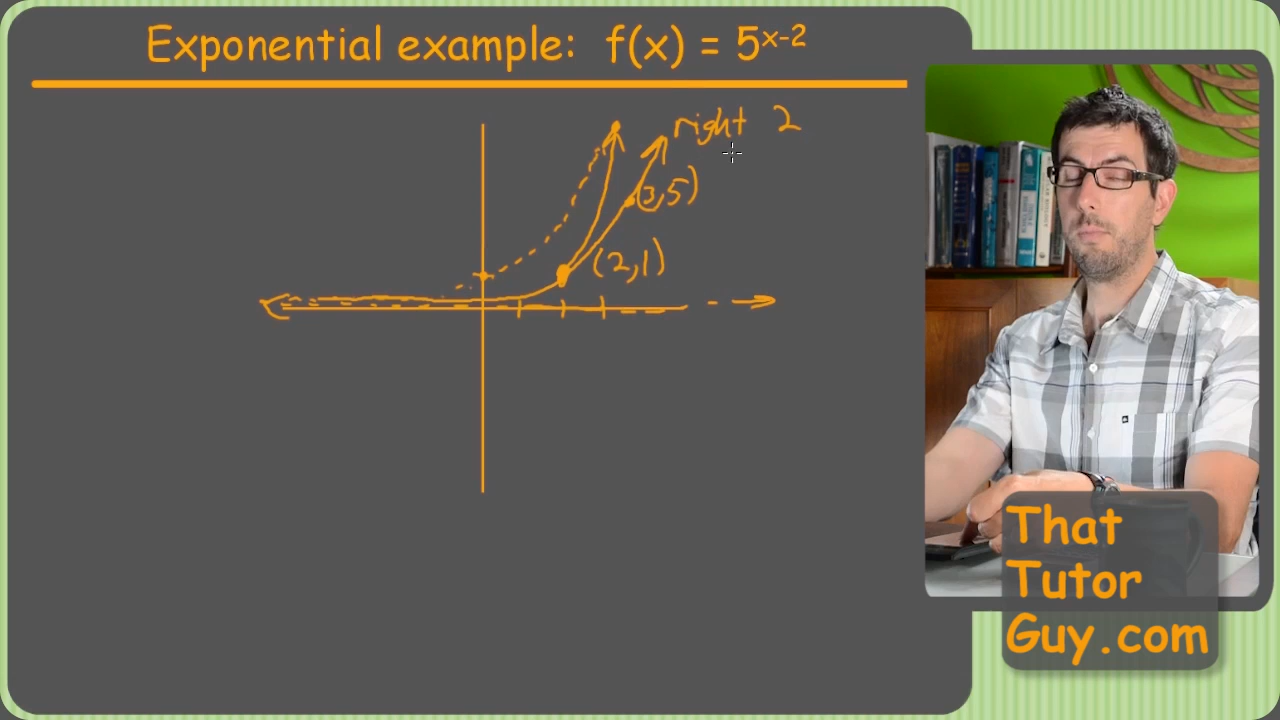 Exponential example: f(x) = 5^{x-2}
right 2
(3,5)
(2,1)
That
Tutor
Guy.com